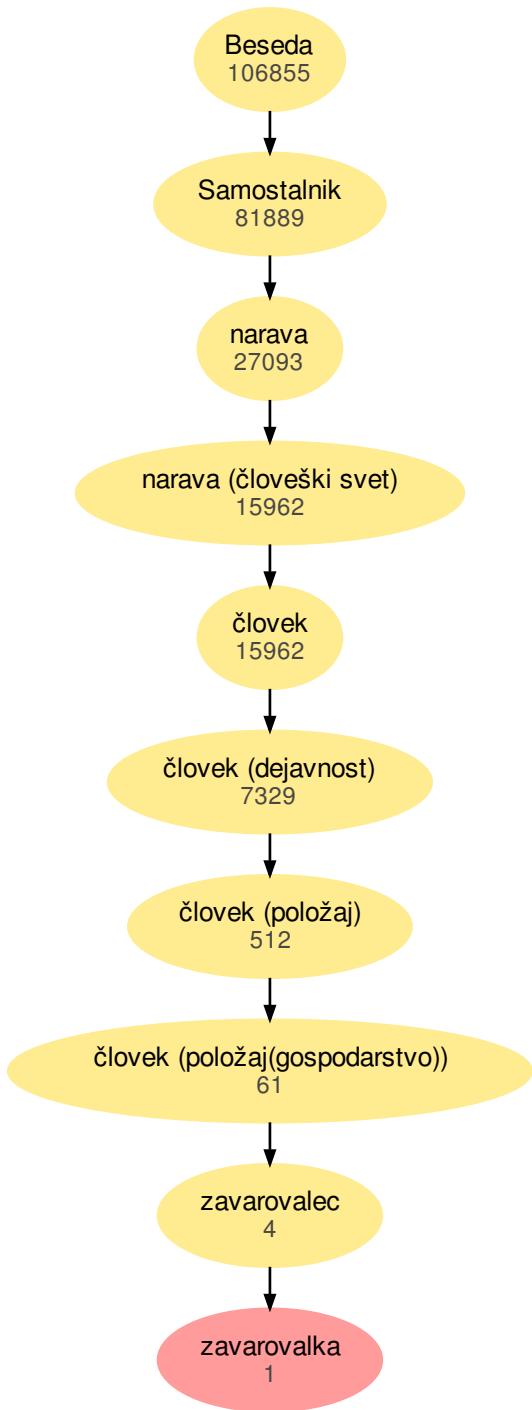 Beseda
106855
Samostalnik
81889
narava
27093
narava (človeški svet)
15962
človek
15962
človek (dejavnost)
7329
človek (položaj)
512
človek (položaj(gospodarstvo))
61
zavarovalec
4
zavarovalka
1